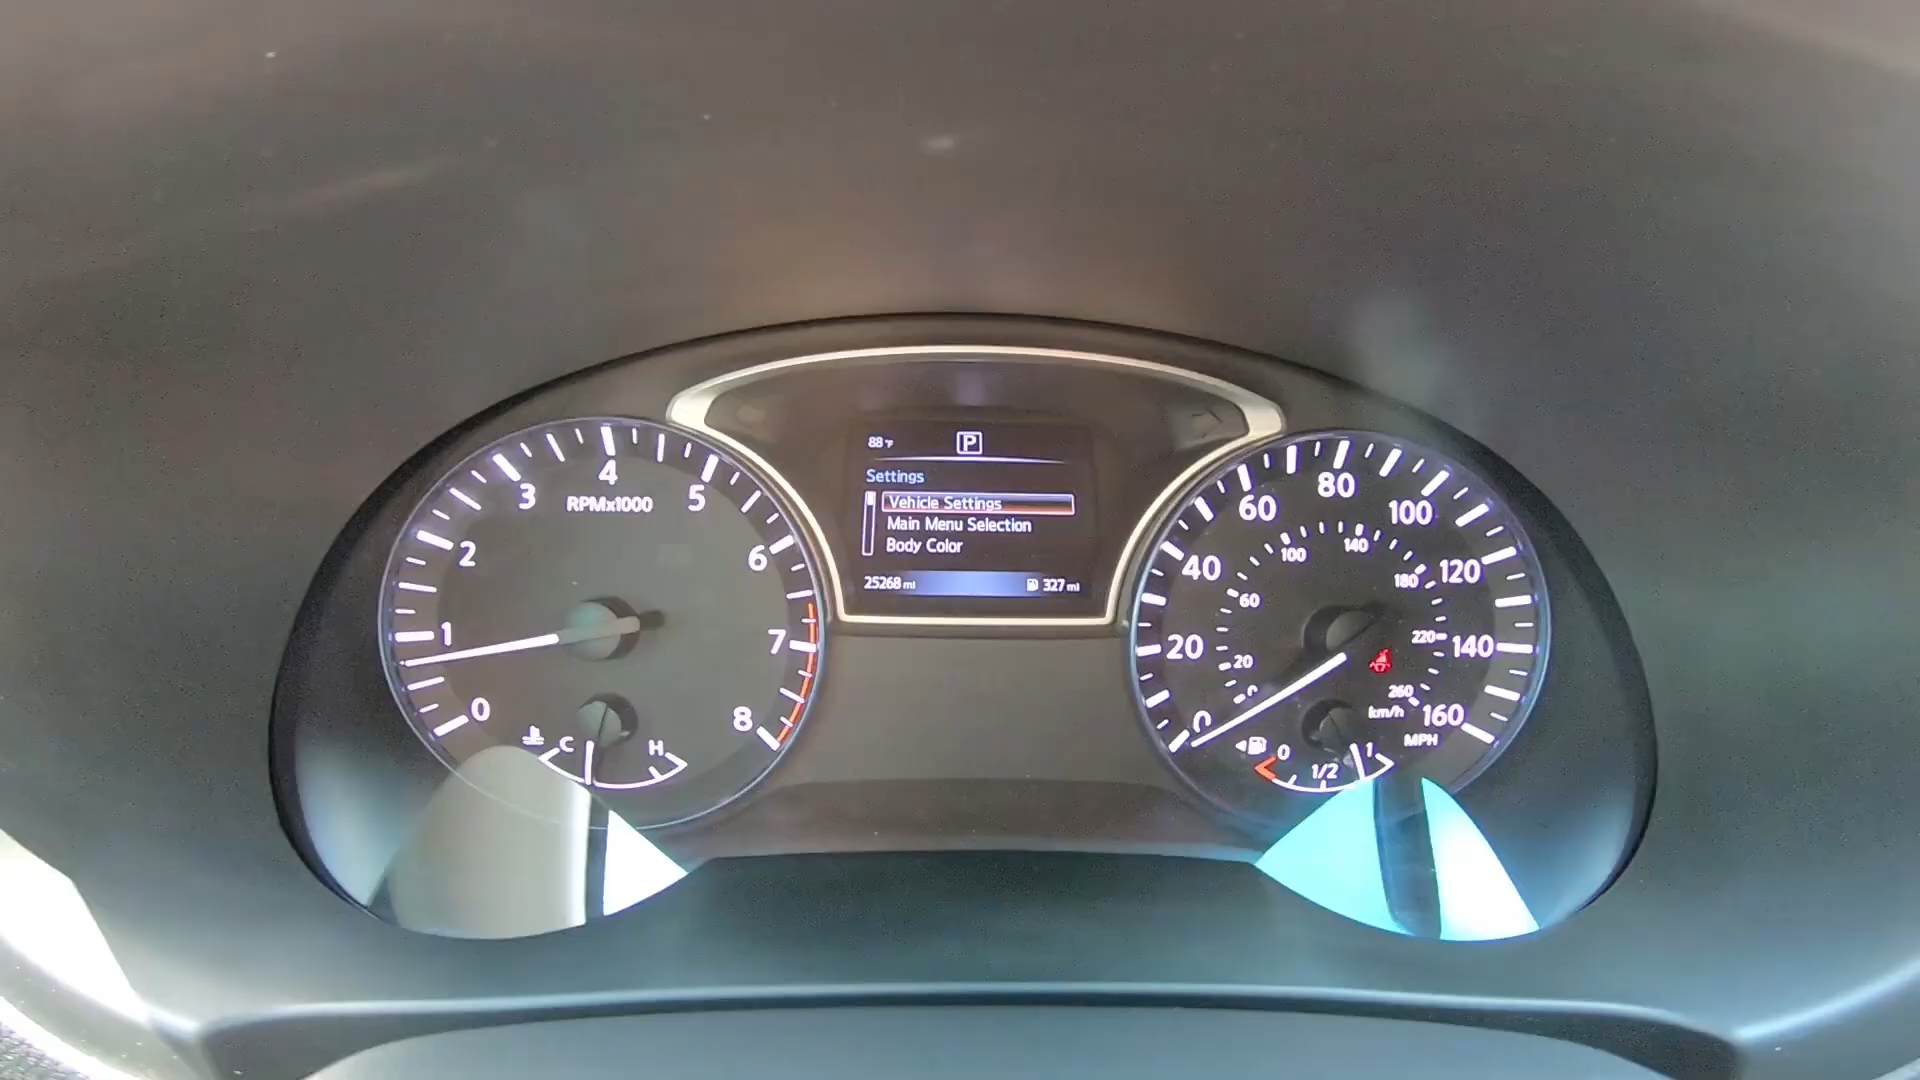 88°F P
Settings
Vehicle Settings
Main Menu Selection
Body Color
25268 mi 327 mi
0 1 2 3 4 5 6 7 8
RPMx1000
C H
0 20 40 60 80 100 120 140 160
MPH
0 20 60 100 140 180 220 260
km/h
0 1/2 1